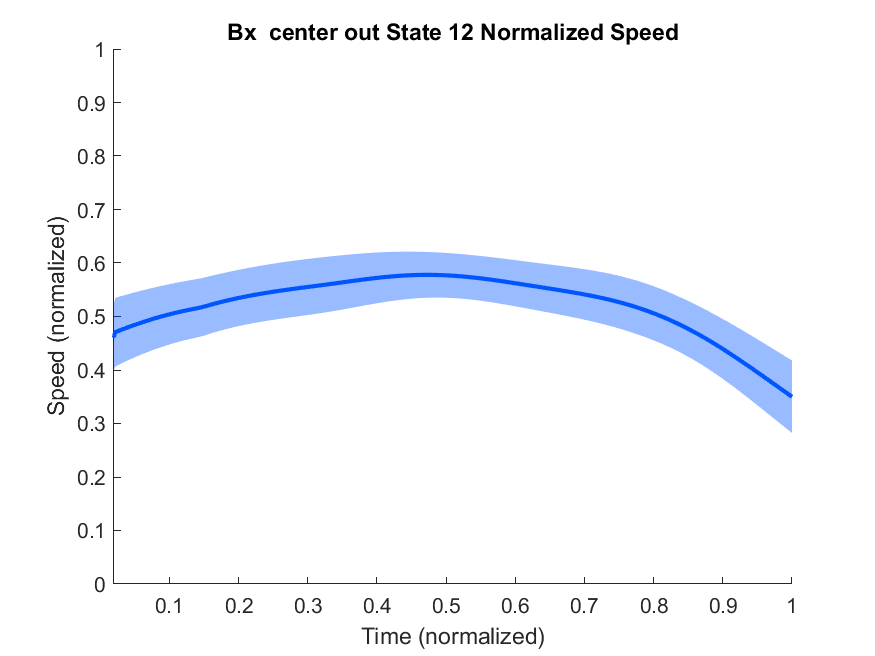 Bx  center out State 12 Normalized Speed
1
0.9
0.8
0.7
0.6
0.5
0.4
0.3
0.2
0.1
0
Speed (normalized)
0.1 0.2 0.3 0.4 0.5 0.6 0.7 0.8 0.9 1
Time (normalized)